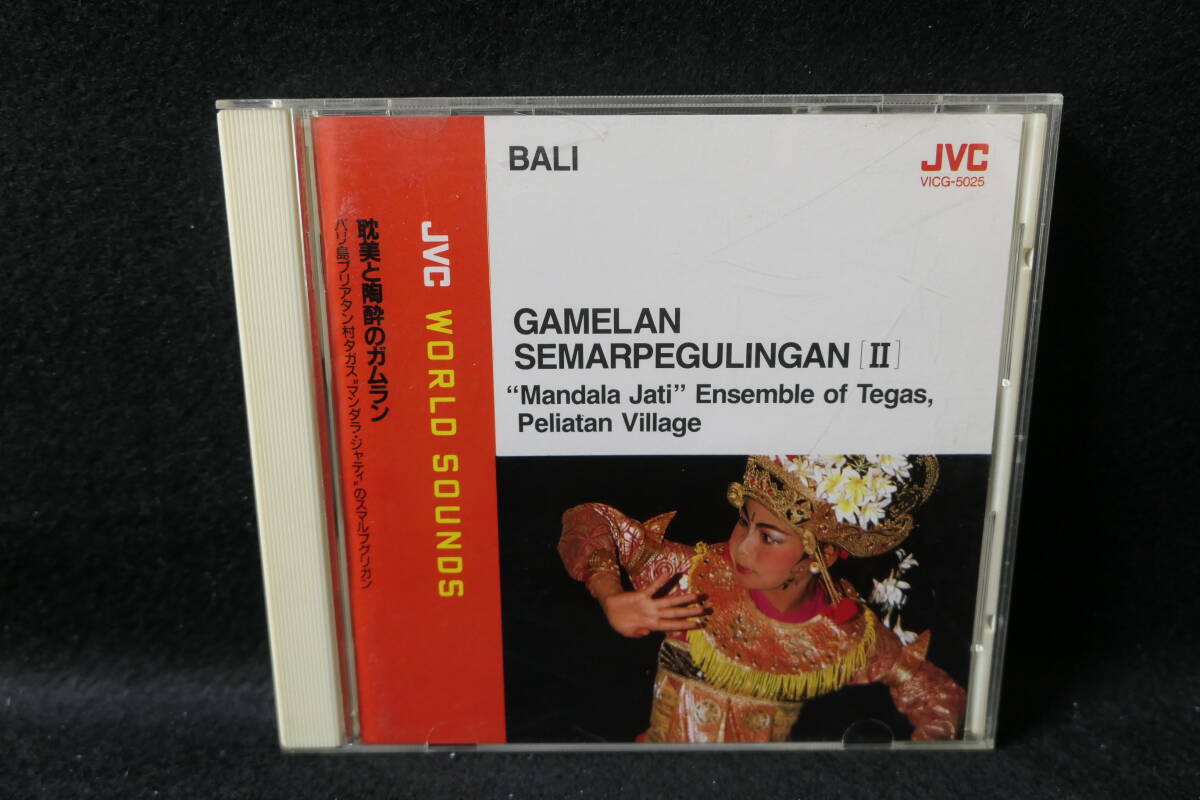 BALI
JVC
VICG-5025
GAMELAN
SEMARPEGULINGAN [II]
“Mandala Jati” Ensemble of Tegas,
Peliatan Village
JVC WORLD SOUNDS
耽美と陶酔のガムラン
バリ島プリアタン村タガス〝マンダラ・ジャティ〟のスマルプグリガン